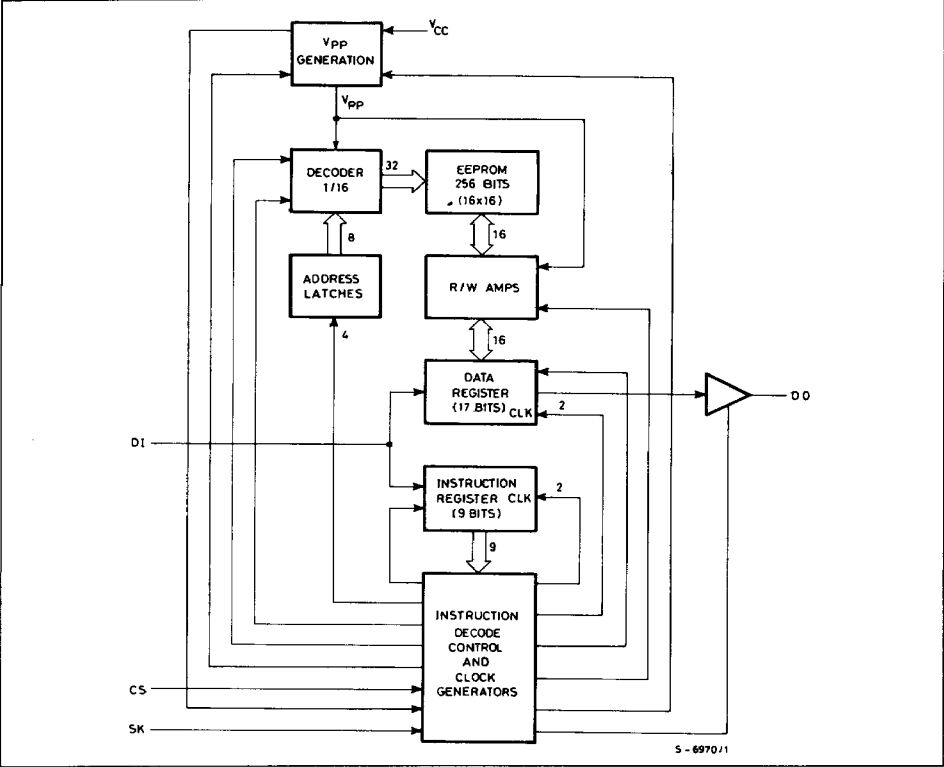 VPP
GENERATION
VCC
VPP
DECODER
1/16
32
EEPROM
256 BITS
(16x16)
8
16
ADDRESS
LATCHES
R/W AMPS
4
16
DATA
REGISTER
(17 BITS) CLK
2
DO
DI
INSTRUCTION
REGISTER CLK
(9 BITS)
2
9
INSTRUCTION
DECODE
CONTROL
AND
CLOCK
GENERATORS
CS
SK
S-6970/1